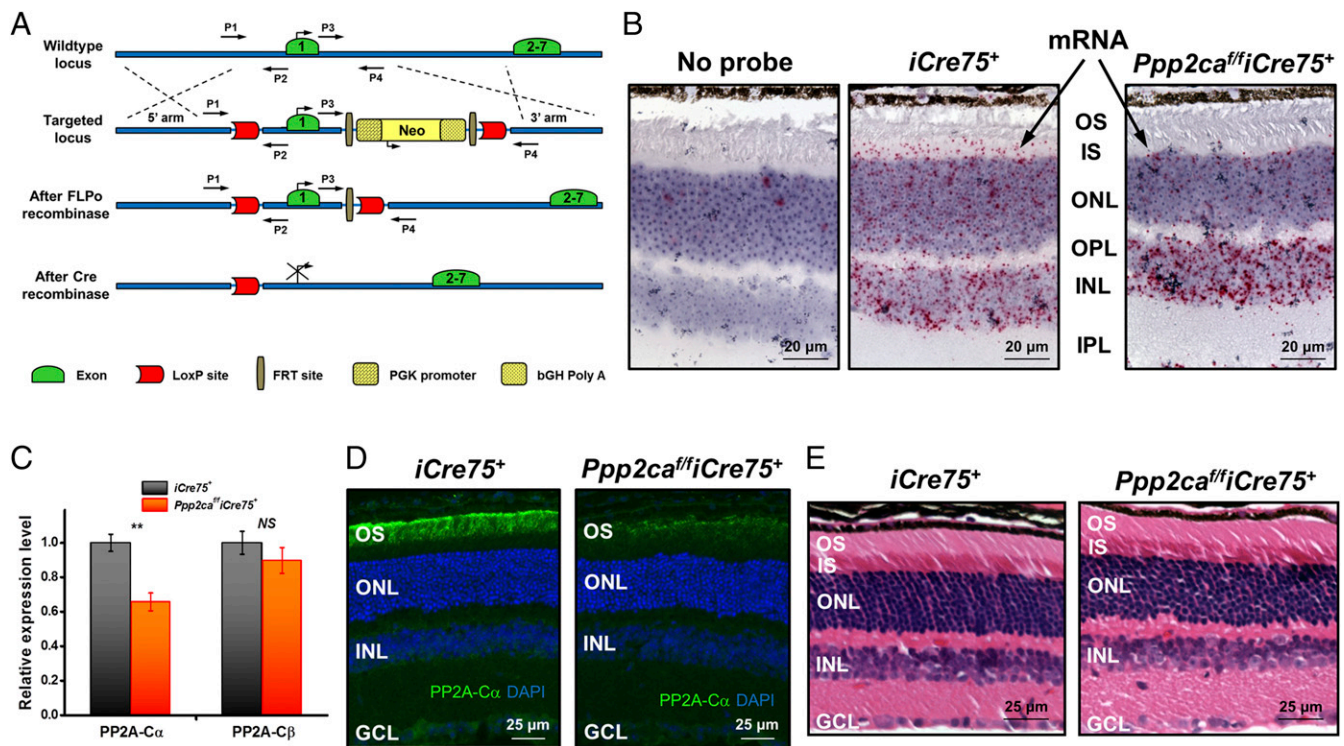 A
Wildtype
locus
P1
1
P3
2-7
P2
P4
Targeted
locus
5' arm
P1
1
P3
Neo
3' arm
P2
P4
After FLPo
recombinase
P1
1
P3
2-7
P2
P4
After Cre
recombinase
2-7
Exon
LoxP site
FRT site
PGK promoter
bGH Poly A
B
mRNA
No probe
iCre75+
Ppp2caf/fiCre75+
OS
IS
ONL
OPL
INL
IPL
20 µm
20 µm
20 µm
C
iCre75+
Ppp2caf/fiCre75+
Relative expression level
1.0
0.8
0.6
0.4
0.2
0.0
**
NS
PP2A-Cα
PP2A-Cβ
D
iCre75+
Ppp2caf/fiCre75+
OS
ONL
INL
PP2A-Cα DAPI
GCL
25 µm
OS
ONL
INL
PP2A-Cα DAPI
GCL
25 µm
E
iCre75+
Ppp2caf/fiCre75+
OS
IS
ONL
INL
GCL
25 µm
OS
IS
ONL
INL
GCL
25 µm